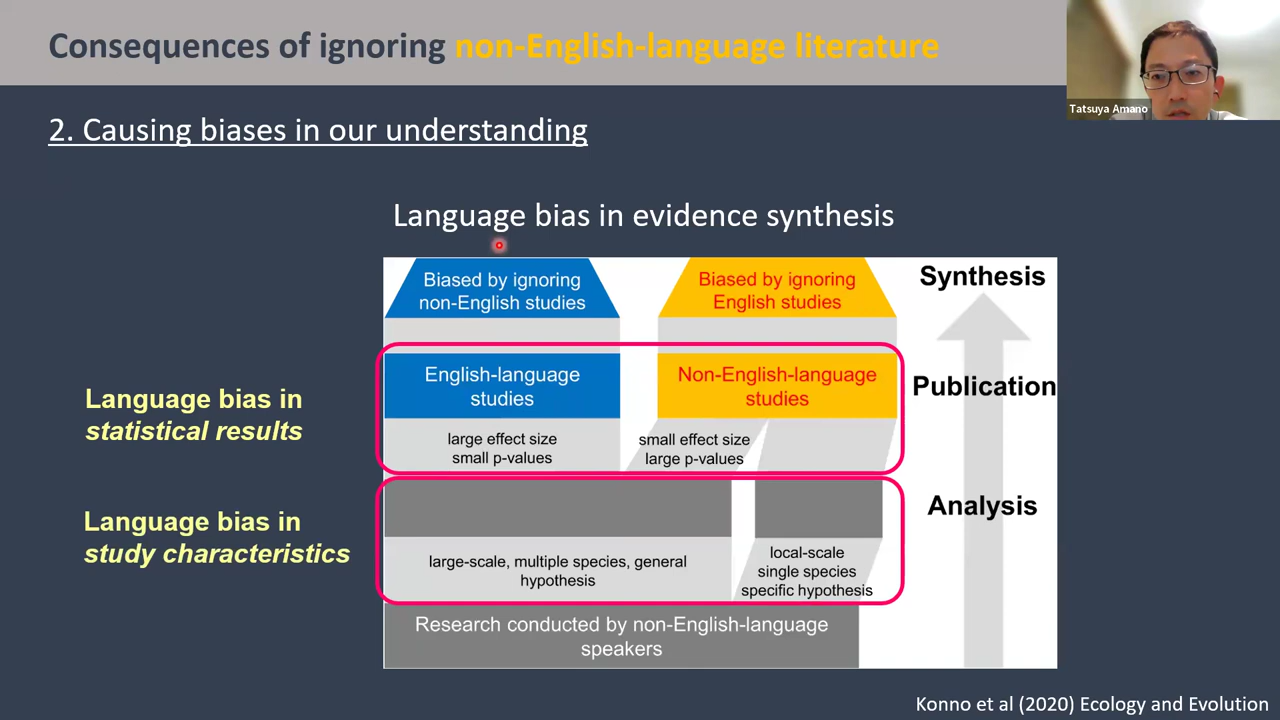 Consequences of ignoring non-English-language literature
Tatsuya Amano
2. Causing biases in our understanding
Language bias in evidence synthesis
Biased by ignoring
non-English studies
Biased by ignoring
English studies
Synthesis
English-language
studies
Non-English-language
studies
Publication
Language bias in
statistical results
large effect size
small p-values
small effect size
large p-values
Analysis
Language bias in
study characteristics
large-scale, multiple species, general
hypothesis
local-scale
single species
specific hypothesis
Research conducted by non-English-language
speakers
Konno et al (2020) Ecology and Evolution